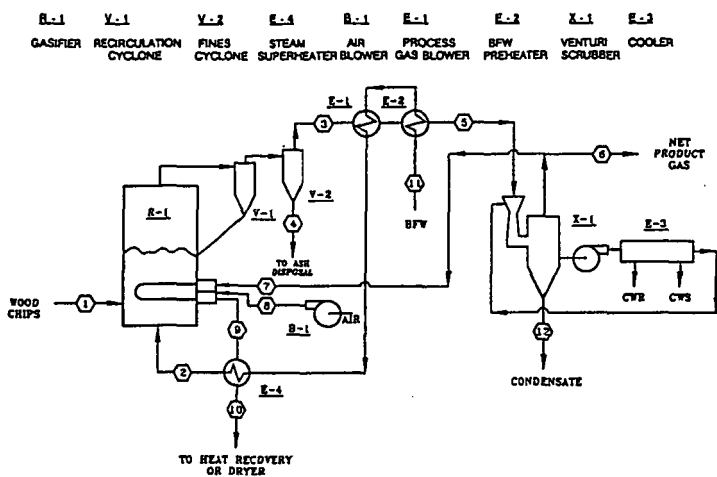 R-1 V-1 V-2 E-4 B-1 E-1 E-2 X-1 E-3
GASIFIER RECIRCULATION FINES STEAM AIR PROCESS BFW VENTURI COOLER
CYCLONE CYCLONE SUPERHEATER BLOWER GAS BLOWER PREHEATER SCRUBBER
E-1 E-2
3 5
6 NET
PRODUCT
GAS
R-1 V-1 V-2 11 X-1 E-3
4 BFW
TO ASH
DISPOSAL
7
WOOD
CHIPS
1 8 AIR CWR CWS
9 B-1
12
2 E-4
CONDENSATE
10
TO HEAT RECOVERY
OR DRYER